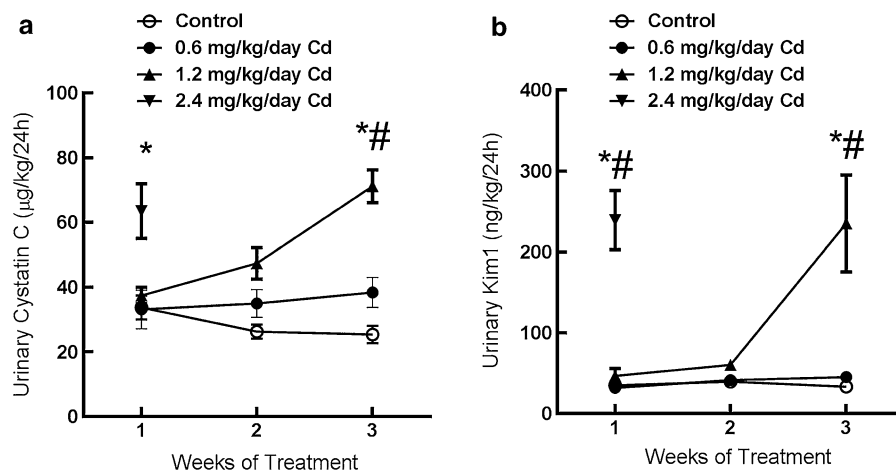 a
Control
0.6 mg/kg/day Cd
1.2 mg/kg/day Cd
2.4 mg/kg/day Cd
Urinary Cystatin C (μg/kg/24h)
100
80
60
40
20
0
*
*#
1
2
3
Weeks of Treatment
b
Control
0.6 mg/kg/day Cd
1.2 mg/kg/day Cd
2.4 mg/kg/day Cd
Urinary Kim1 (ng/kg/24h)
400
300
200
100
0
*#
*#
1
2
3
Weeks of Treatment